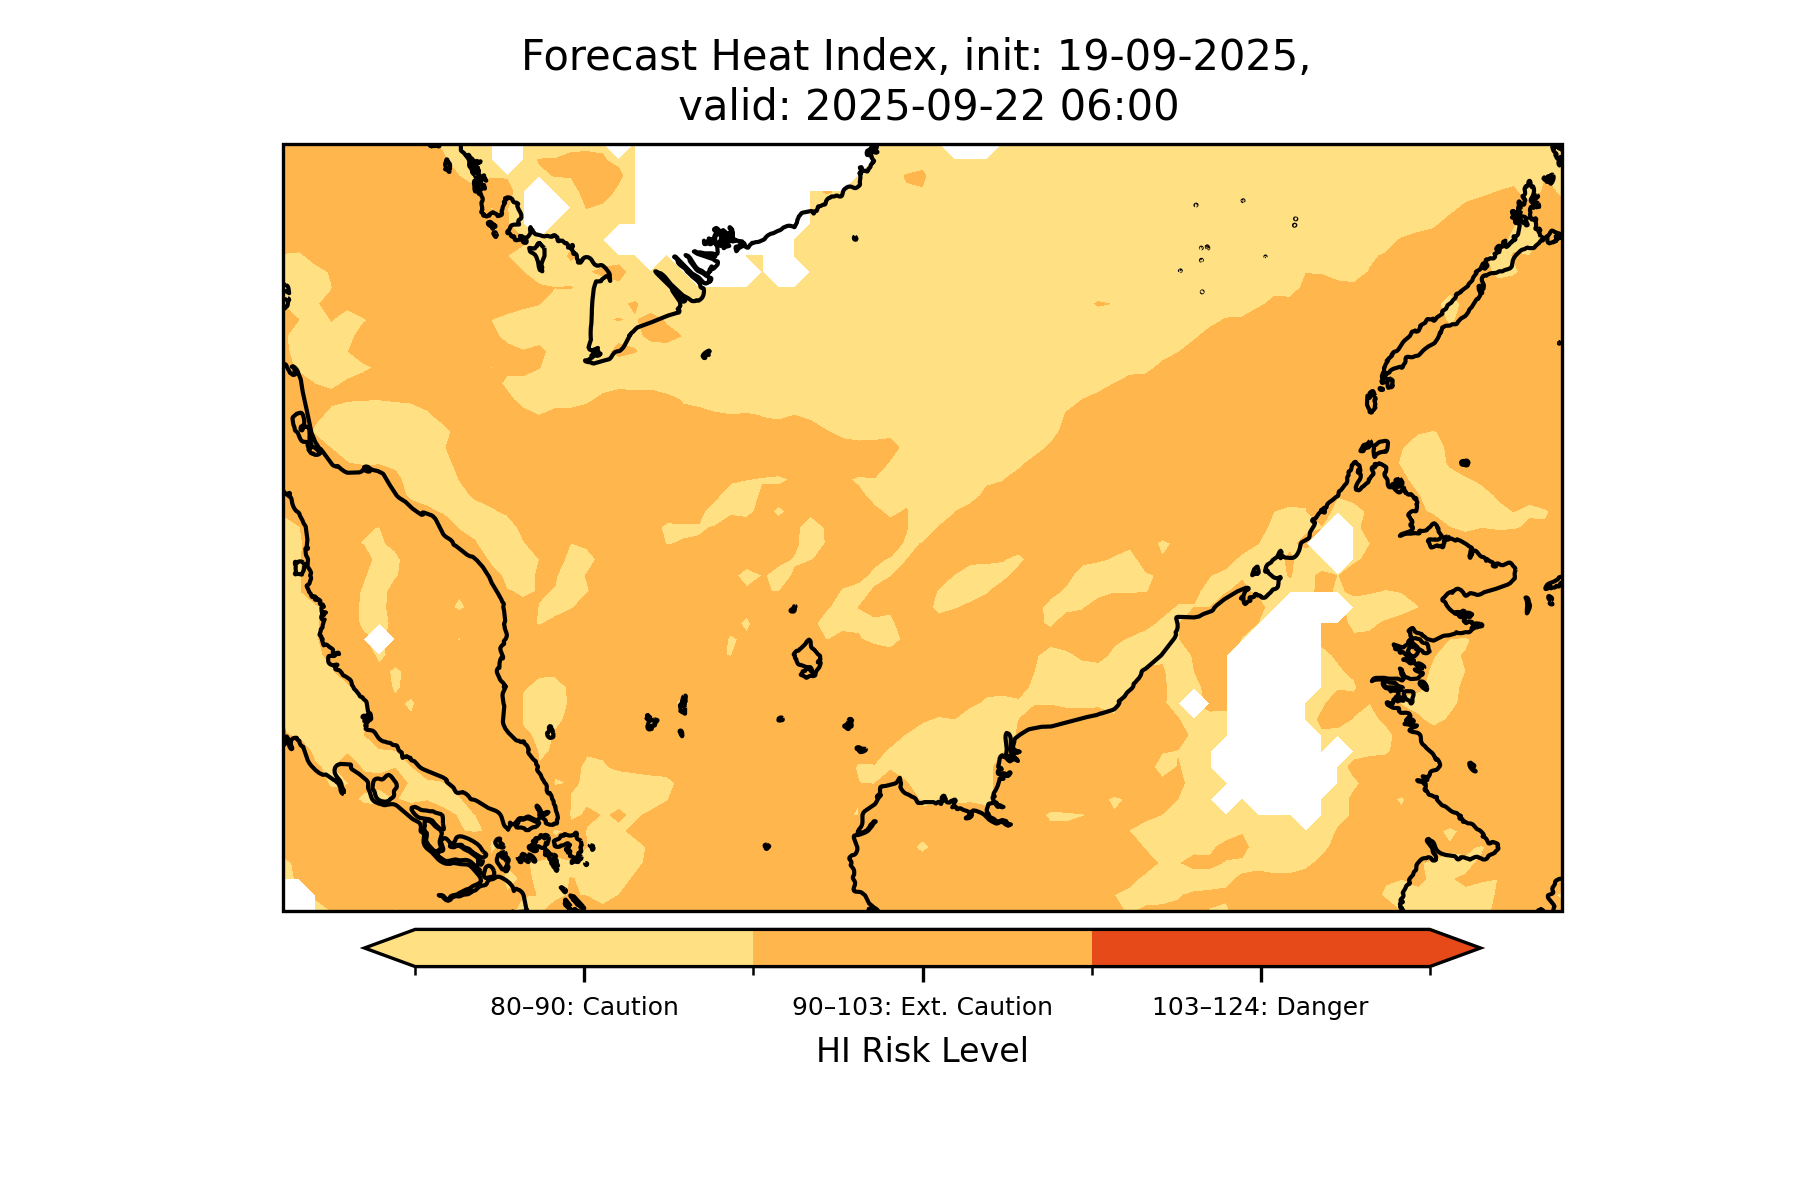 Forecast Heat Index, init: 19-09-2025,
valid: 2025-09-22 06:00
80–90: Caution
90–103: Ext. Caution
103–124: Danger
HI Risk Level